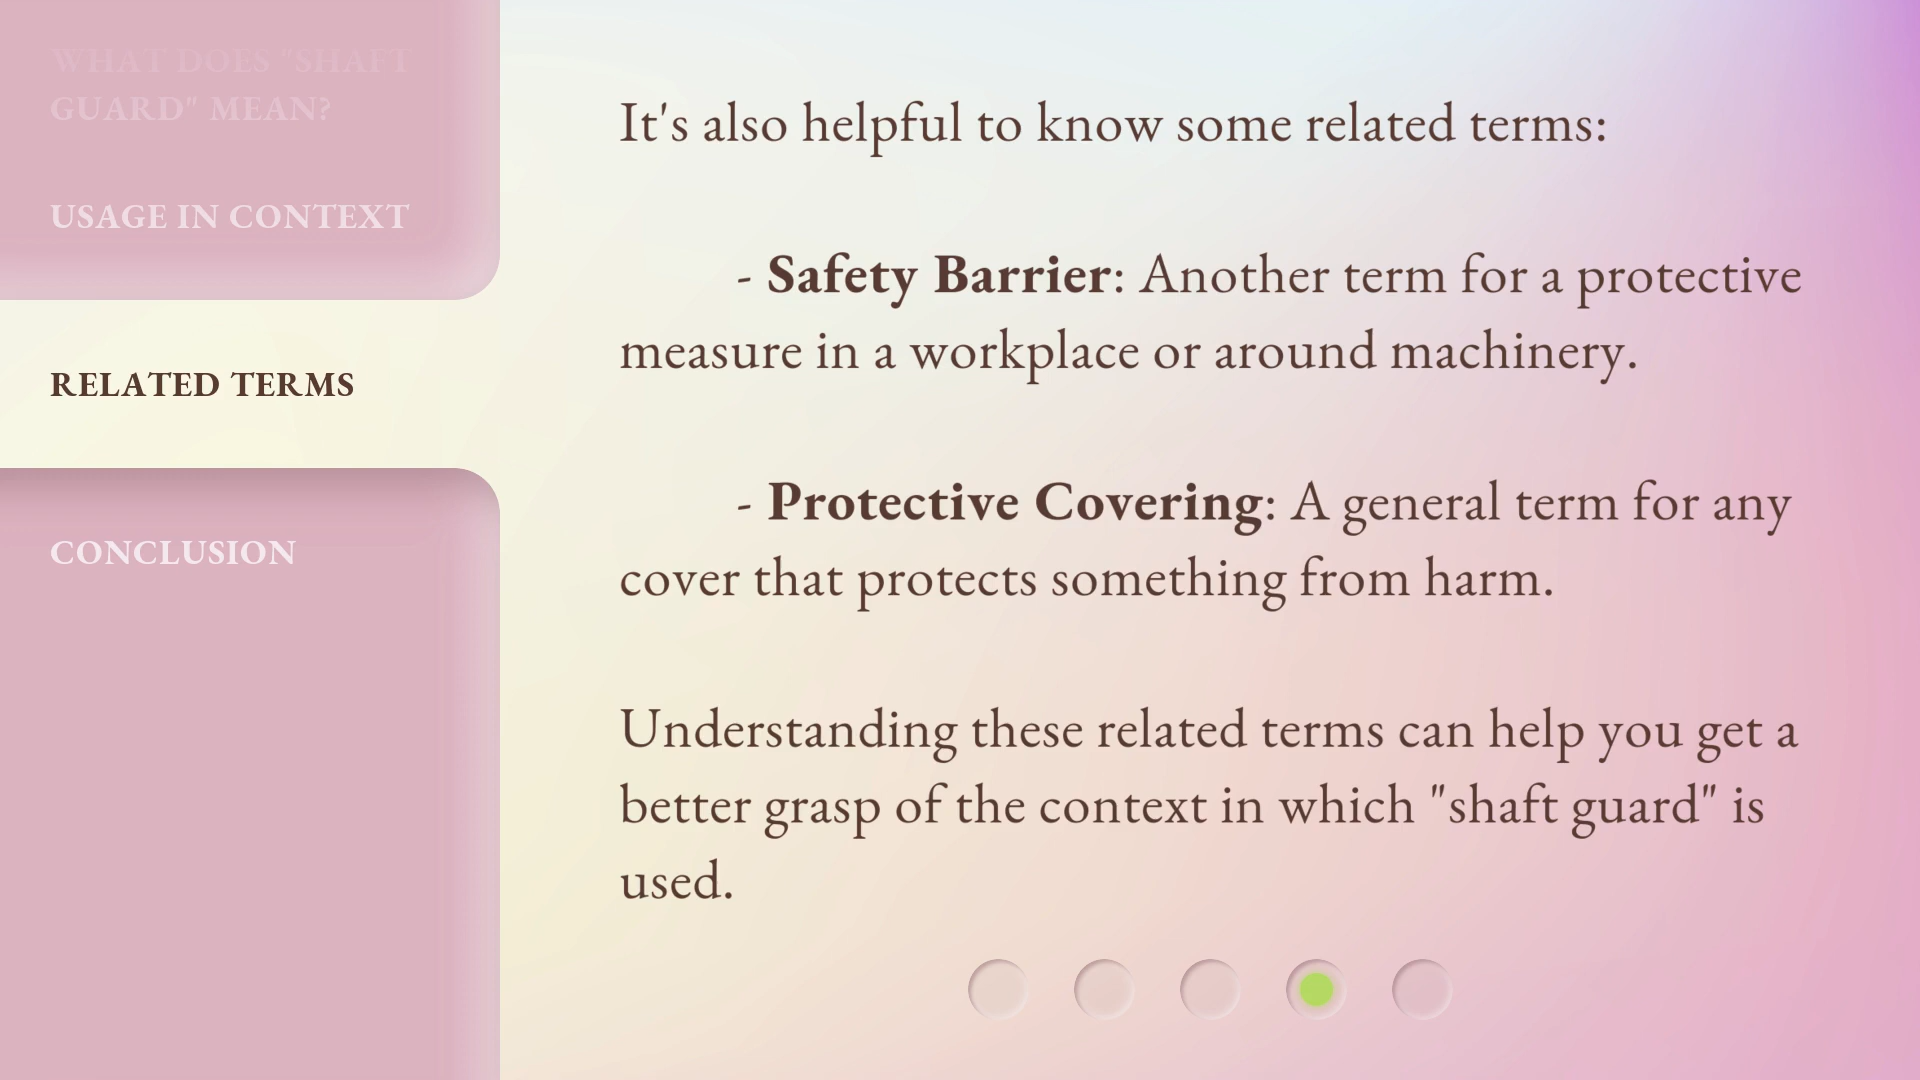 WHAT DOES "SHAFT
GUARD" MEAN?
USAGE IN CONTEXT
RELATED TERMS
CONCLUSION
It's also helpful to know some related terms:
- Safety Barrier: Another term for a protective
measure in a workplace or around machinery.
- Protective Covering: A general term for any
cover that protects something from harm.
Understanding these related terms can help you get a
better grasp of the context in which "shaft guard" is
used.